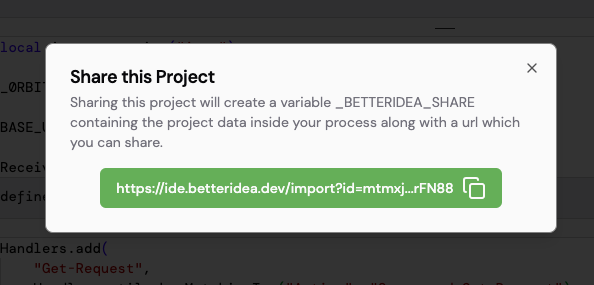 local
_0RBIT
BASE_U
Receiv
define
Share this Project
Sharing this project will create a variable _BETTERIDEA_SHARE
containing the project data inside your process along with a url which
you can share.
https://ide.betteridea.dev/import?id=mtmxj...rFN88
Handlers.add(
"Get-Request",